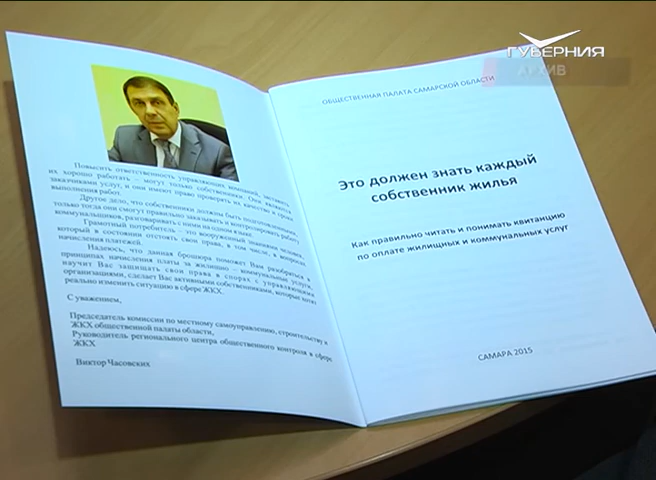 ГУБЕРНИЯ
АРХИВ
Повысить ответственность управляющих компаний, заставить
их хорошо работать – могут только собственники. Они являются
заказчиками услуг, и они имеют право проверить их качество и сроки
выполнения работ.
Другое дело, что собственники должны быть подготовленными,
только тогда они смогут правильно заказывать и контролировать работу
коммунальщиков, разговаривать с ними на одном языке.
Грамотный потребитель – это вооруженный знаниями человек,
который в состоянии отстоять свои права, в том числе, в вопросах
начисления платежей.
Надеюсь, что данная брошюра поможет Вам разобраться в
принципах начисления платы за жилищно – коммунальные услуги,
научит Вас защищать свои права в спорах с управляющими
организациями, сделает Вас активными собственниками, которые хотят
реально изменить ситуацию в сфере ЖКХ.
С уважением,
Председатель комиссии по местному самоуправлению, строительству и
ЖКХ общественной палаты области,
Руководитель регионального центра общественного контроля в сфере
ЖКХ
Виктор Часовских
ОБЩЕСТВЕННАЯ ПАЛАТА САМАРСКОЙ ОБЛАСТИ
Это должен знать каждый
собственник жилья
Как правильно читать и понимать квитанцию
по оплате жилищных и коммунальных услуг
САМАРА 2015